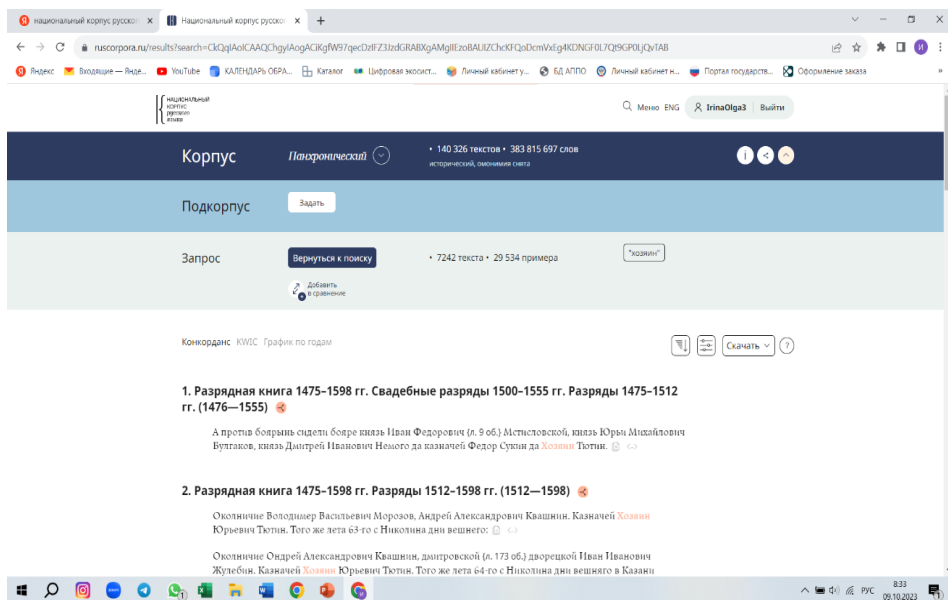 национальный корпус русског
Национальный корпус русског
ruscorpora.ru/results?search=CkQqIAoICAAQChgyIAogACiKgfW97qecDzIFZ3JzdGRABXgAMgIIEzoBAUIZChcKFQoDcmVxEg4KDNGF0L7Qt9GP0LjQvTAB
Яндекс Входящие — Янде... YouTube КАЛЕНДАРЬ ОБРА... Каталог Цифровая экосист... Личный кабинет у... БД АППО Личный кабинет н... Портал государств... Оформление заказа »
НАЦИОНАЛЬНЫЙ
КОРПУС
РУССКОГО
ЯЗЫКА
Меню ENG IrinaOlga3 Выйти
Корпус Панхронический • 140 326 текстов • 383 815 697 слов
исторический, омонимия снята
Подкорпус Задать
Запрос Вернуться к поиску • 7242 текста • 29 534 примера "хозяин"
Добавить
в сравнение
Конкорданс KWIC График по годам Скачать ?
1. Разрядная книга 1475–1598 гг. Свадебные разряды 1500–1555 гг. Разряды 1475–1512
гг. (1476—1555)
А против боярынь сидели бояре князь Иван Федорович {л. 9 об.} Мстисловской, князь Юрьи Михайлович
Булгаков, князь Дмитрей Иванович Немого да казначей Федор Сукин да Хозяин Тютин.
2. Разрядная книга 1475–1598 гг. Разряды 1512–1598 гг. (1512—1598)
Околничие Володимер Васильевич Морозов, Андрей Александрович Квашнин. Казначей Хозяин
Юрьевич Тютин. Того же лета 63-го с Николина дни вешнего:
Околничие Ондрей Александрович Квашнин, дмитровской {л. 173 об.} дворецкой Иван Иванович
Жулебин. Казначей Хозяин Юрьевич Тютин. Того же лета 64-го с Николина дни вешняго в Казани
РУС 8:33
09.10.2023